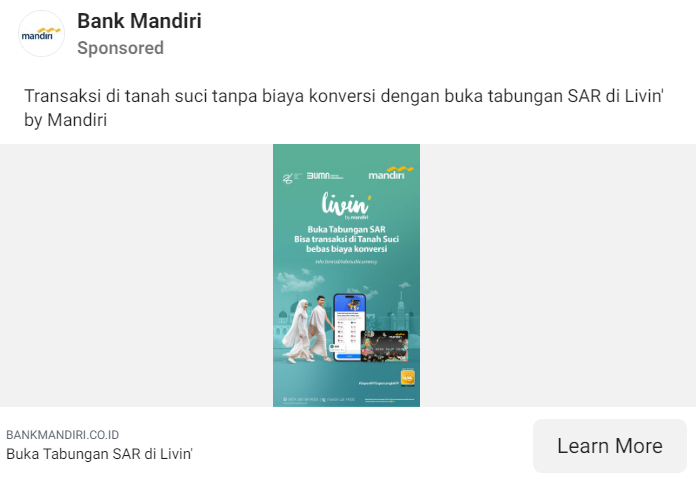 mandiri
Bank Mandiri
Sponsored
Transaksi di tanah suci tanpa biaya konversi dengan buka tabungan SAR di Livin'
by Mandiri
BUMN
mandiri
livin'
by mandiri
Buka Tabungan SAR
Bisa transaksi di Tanah Suci
bebas biaya konversi
mandiri
BANKMANDIRI.CO.ID
Buka Tabungan SAR di Livin'
Learn More